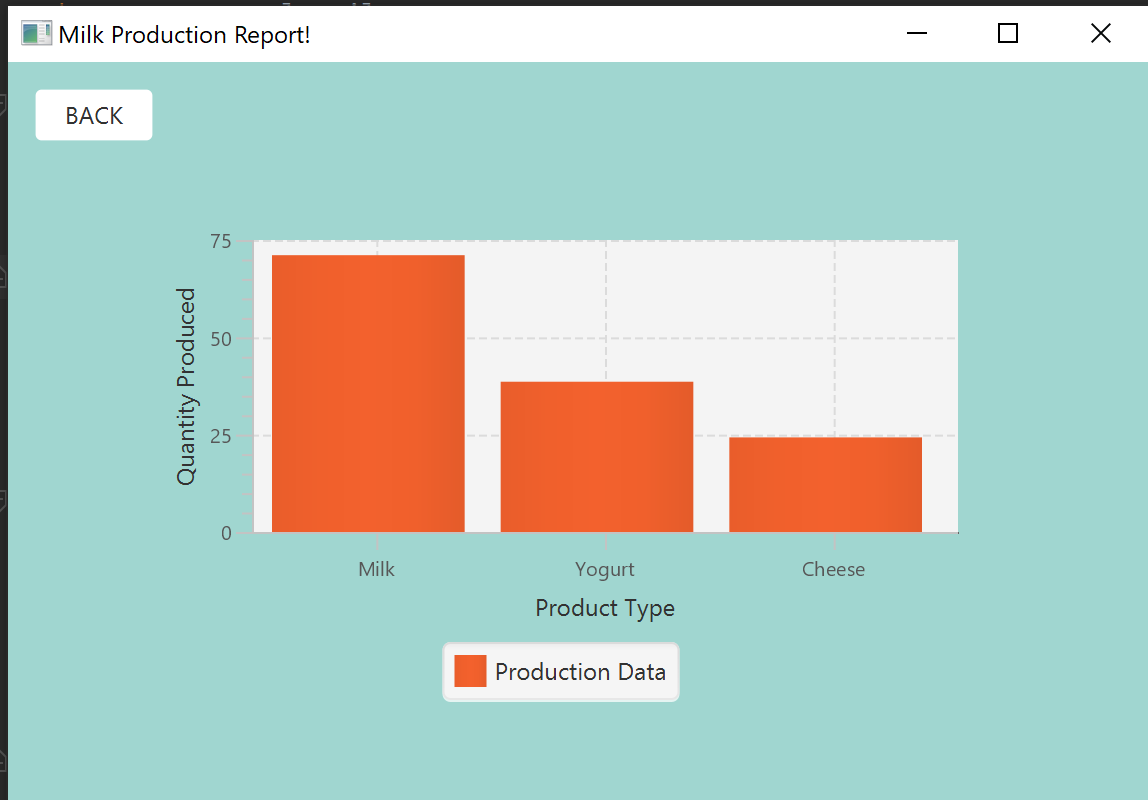 Milk Production Report!
BACK
75
50
25
0
Quantity Produced
Milk Yogurt Cheese
Product Type
Production Data